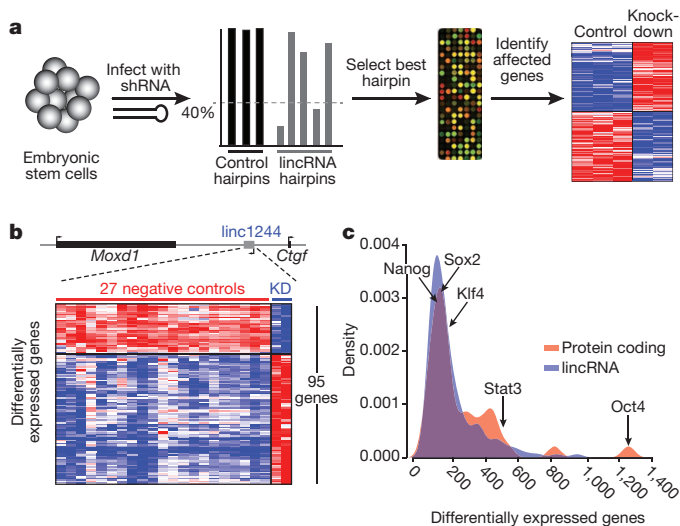 a
Infect with
shRNA
Embryonic
stem cells
40%
Control
hairpins
lincRNA
hairpins
Select best
hairpin
Identify
affected
genes
Control
Knock-
down
b
linc1244
Moxd1
Ctgf
27 negative controls
KD
Differentially
expressed genes
95
genes
c
0.004
0.003
0.002
0.001
0.000
Density
Nanog
Sox2
Klf4
Stat3
Oct4
Protein coding
lincRNA
0
200
400
600
800
1,000
1,200
1,400
Differentially expressed genes